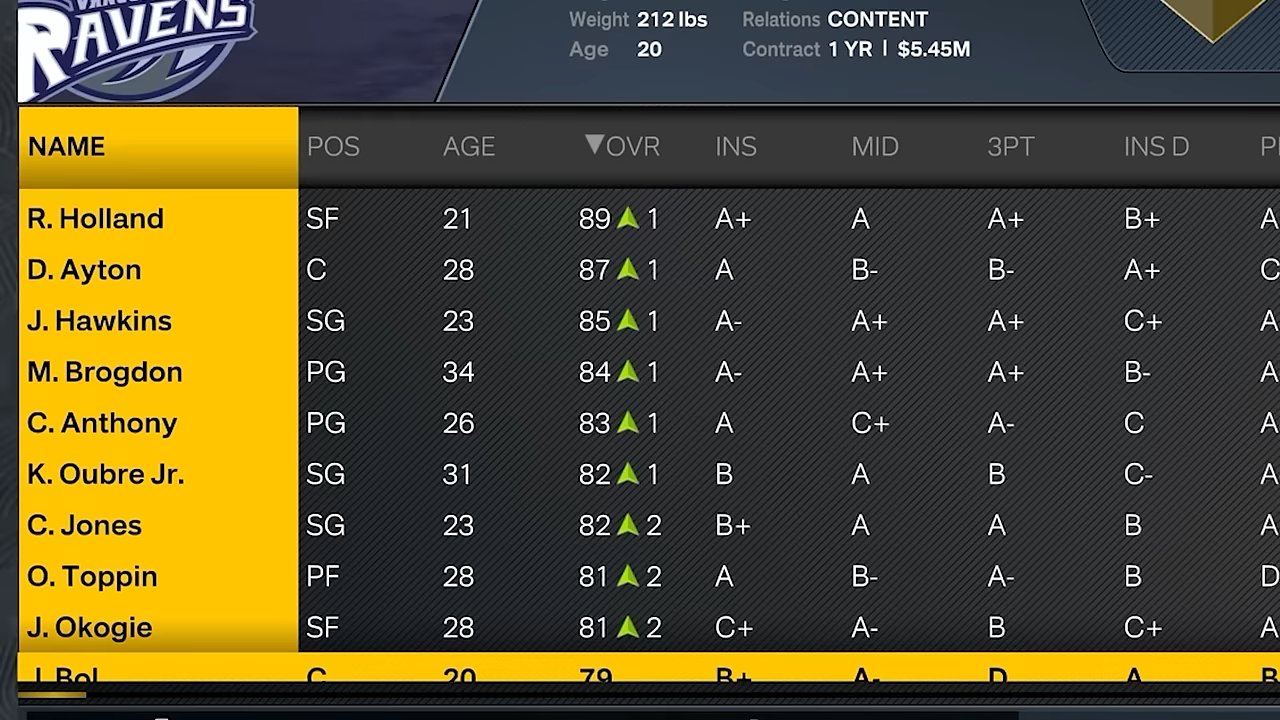 RAVENS
Weight 212 lbs Relations CONTENT
Age 20 Contract 1 YR | $5.45M
NAME POS AGE ▼OVR INS MID 3PT INS D
R. Holland SF 21 89 ▲ 1 A+ A A+ B+ A
D. Ayton C 28 87 ▲ 1 A B- B- A+ C
J. Hawkins SG 23 85 ▲ 1 A- A+ A+ C+ A
M. Brogdon PG 34 84 ▲ 1 A- A+ A+ B- A
C. Anthony PG 26 83 ▲ 1 A C+ A- C A
K. Oubre Jr. SG 31 82 ▲ 1 B A B C- A
C. Jones SG 23 82 ▲ 2 B+ A A B A
O. Toppin PF 28 81 ▲ 2 A B- A- B D
J. Okogie SF 28 81 ▲ 2 C+ A- B C+ A
Bol C 20 79 B+ A- D A B